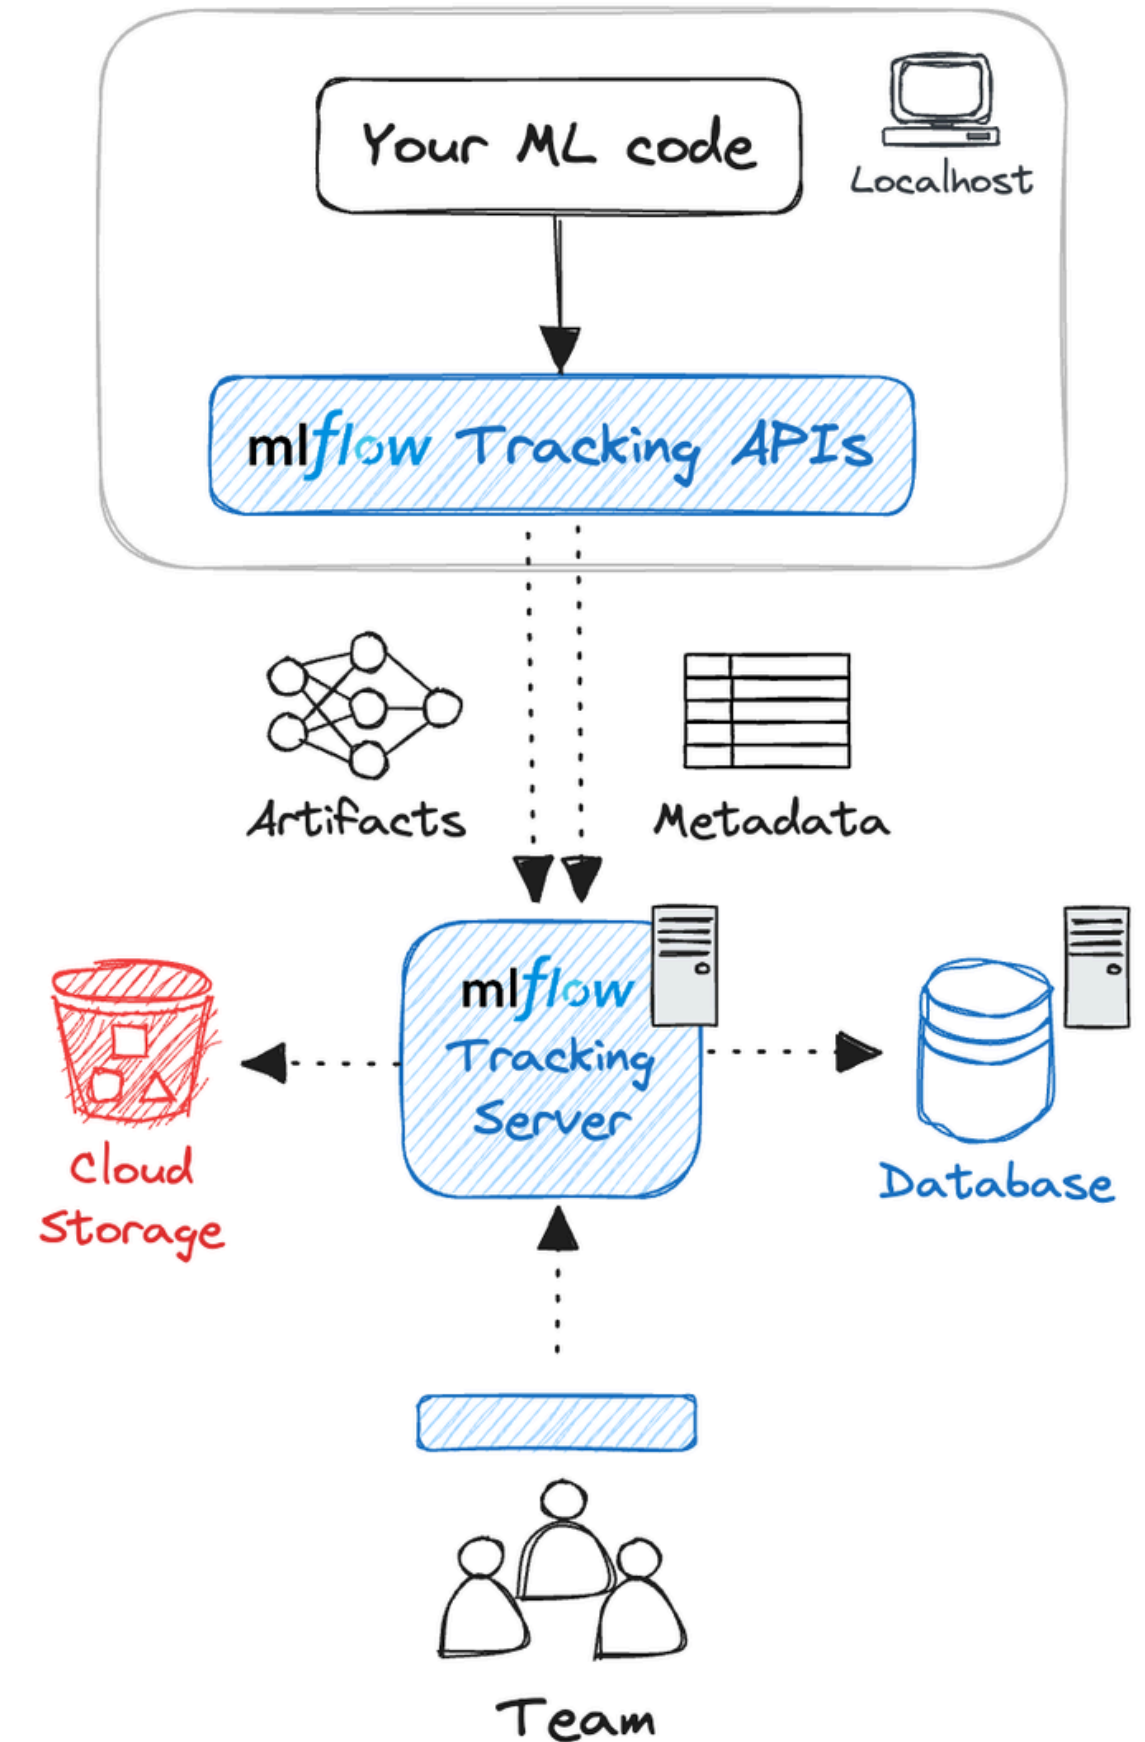 Your ML code
Localhost
mlflow Tracking APIs
Artifacts
Metadata
mlflow
Tracking
Server
Cloud
Storage
Database
Team